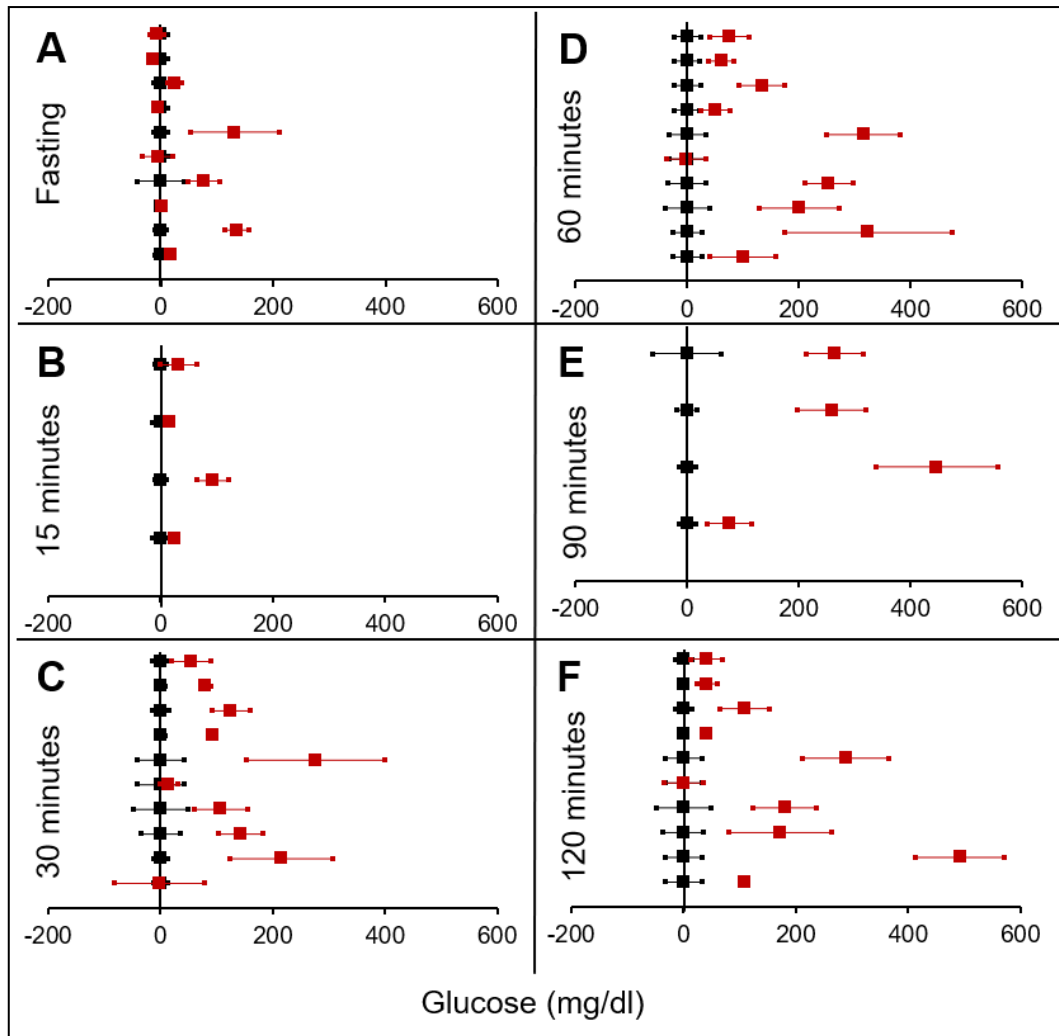 A
Fasting
-200 0 200 400 600
B
15 minutes
-200 0 200 400 600
C
30 minutes
-200 0 200 400 600
D
60 minutes
-200 0 200 400 600
E
90 minutes
-200 0 200 400 600
F
120 minutes
-200 0 200 400 600
Glucose (mg/dl)